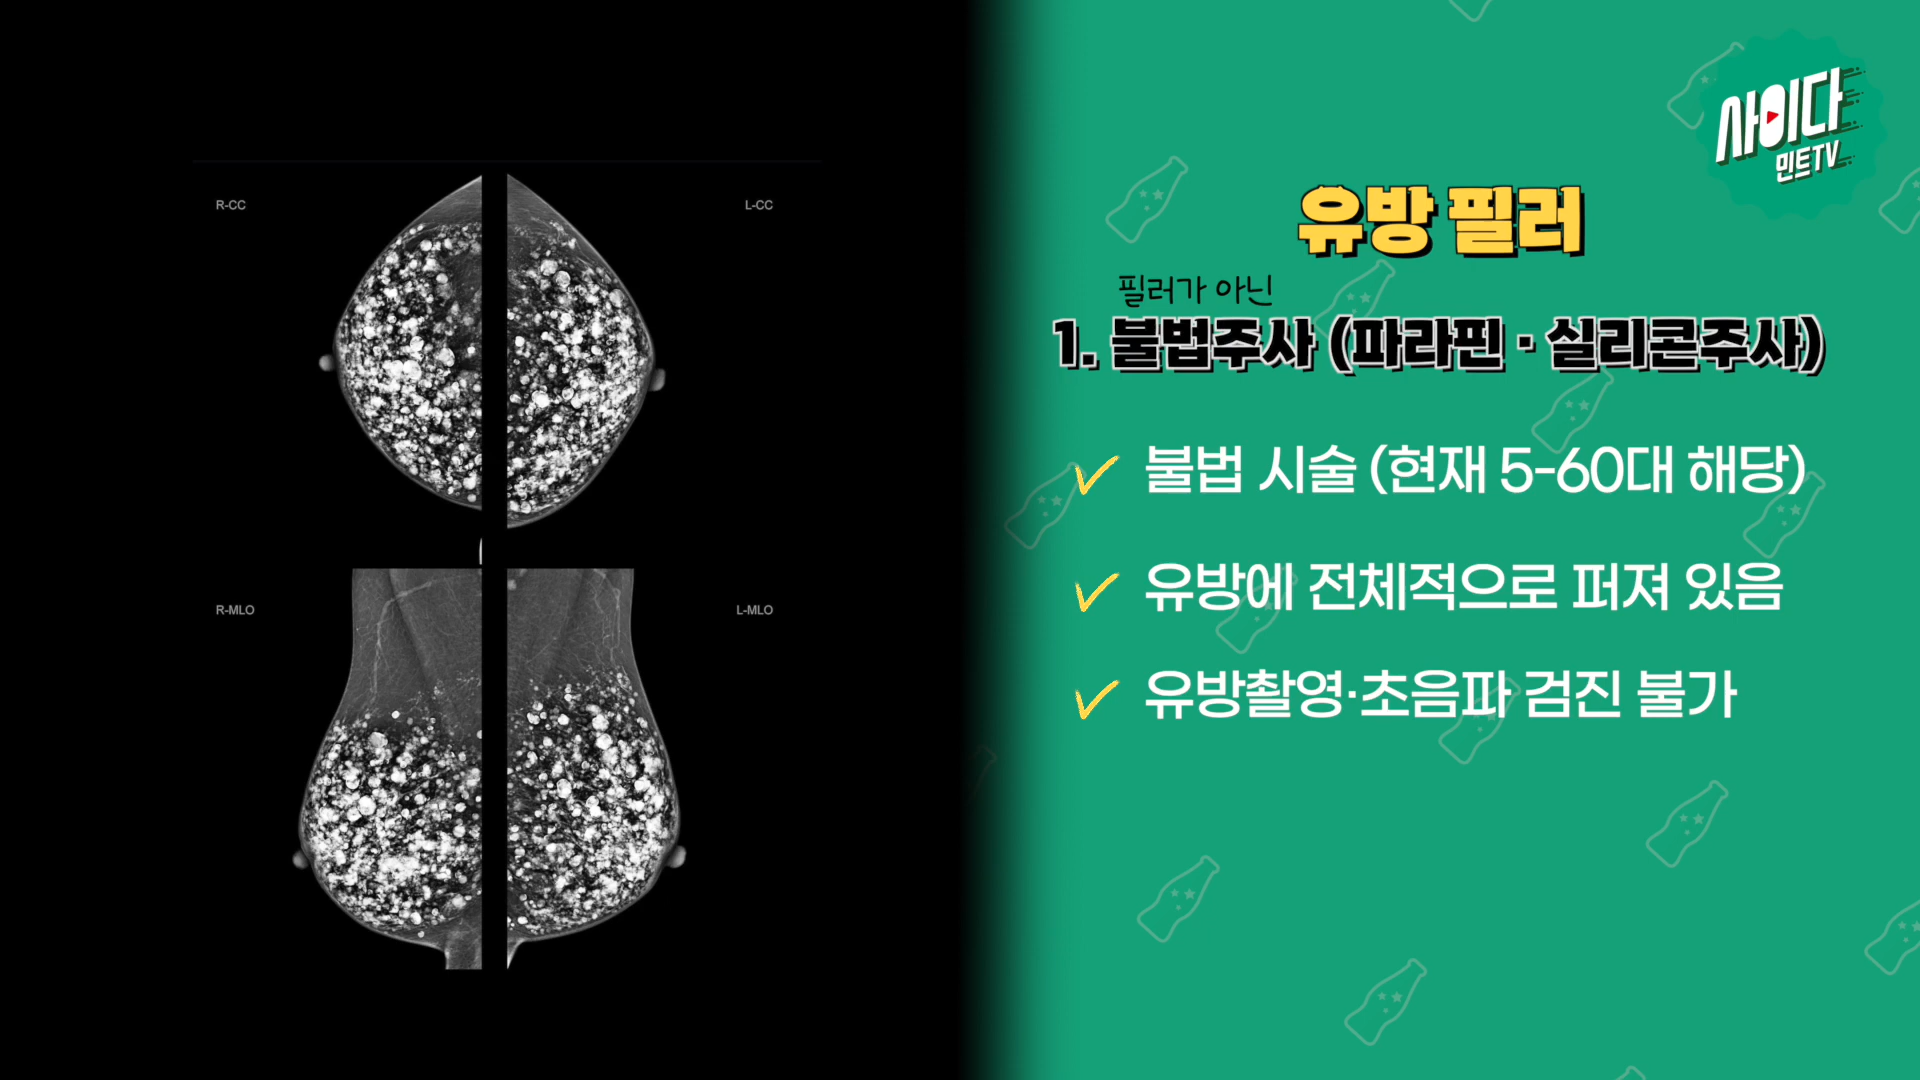 R-CC
L-CC
R-MLO
L-MLO
사이다
민트TV
유방 필러
필러가 아닌
1. 불법주사 (파라핀·실리콘주사)
불법 시술 (현재 5-60대 해당)
유방에 전체적으로 퍼져 있음
유방촬영·초음파 검진 불가